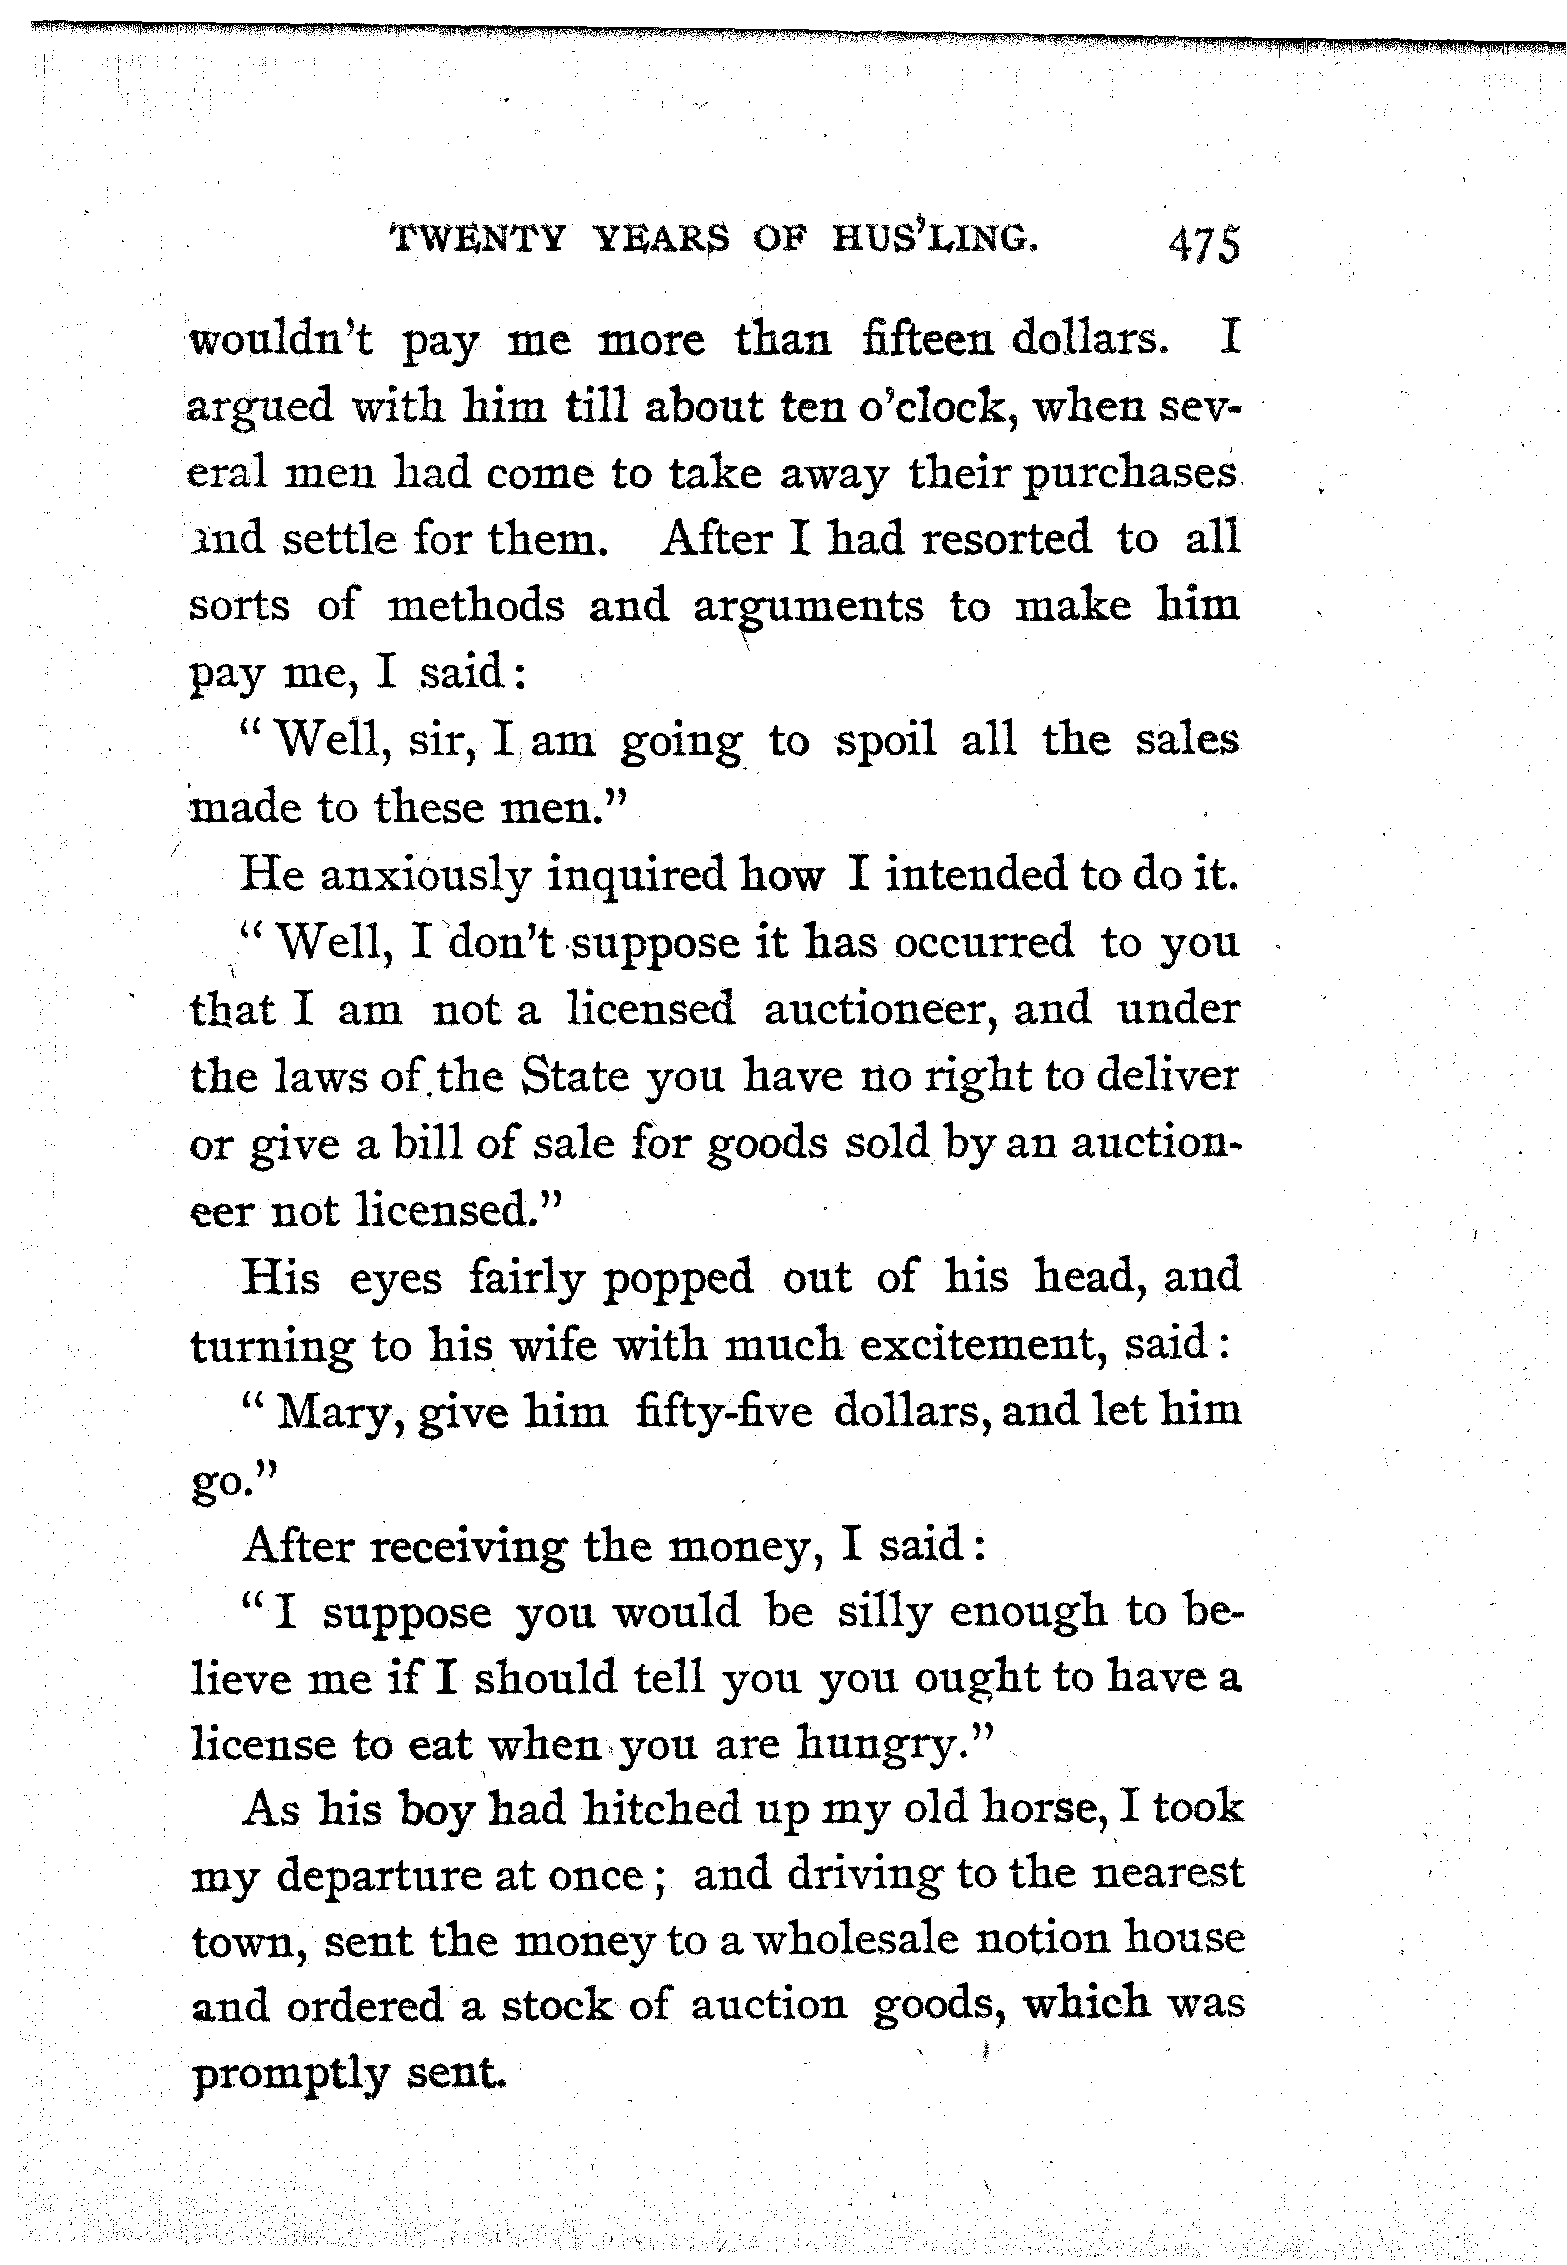 TWENTY YEARS OF HUS'LING. 475
wouldn't pay me more than fifteen dollars. I
argued with him till about ten o'clock, when sev-
eral men had come to take away their purchases
and settle for them. After I had resorted to all
sorts of methods and arguments to make him
pay me, I said:
"Well, sir, I am going to spoil all the sales
made to these men."
He anxiously inquired how I intended to do it.
"Well, I don't suppose it has occurred to you
that I am not a licensed auctioneer, and under
the laws of the State you have no right to deliver
or give a bill of sale for goods sold by an auction-
eer not licensed."
His eyes fairly popped out of his head, and
turning to his wife with much excitement, said:
"Mary, give him fifty-five dollars, and let him
go."
After receiving the money, I said:
"I suppose you would be silly enough to be-
lieve me if I should tell you you ought to have a
license to eat when you are hungry."
As his boy had hitched up my old horse, I took
my departure at once; and driving to the nearest
town, sent the money to a wholesale notion house
and ordered a stock of auction goods, which was
promptly sent.